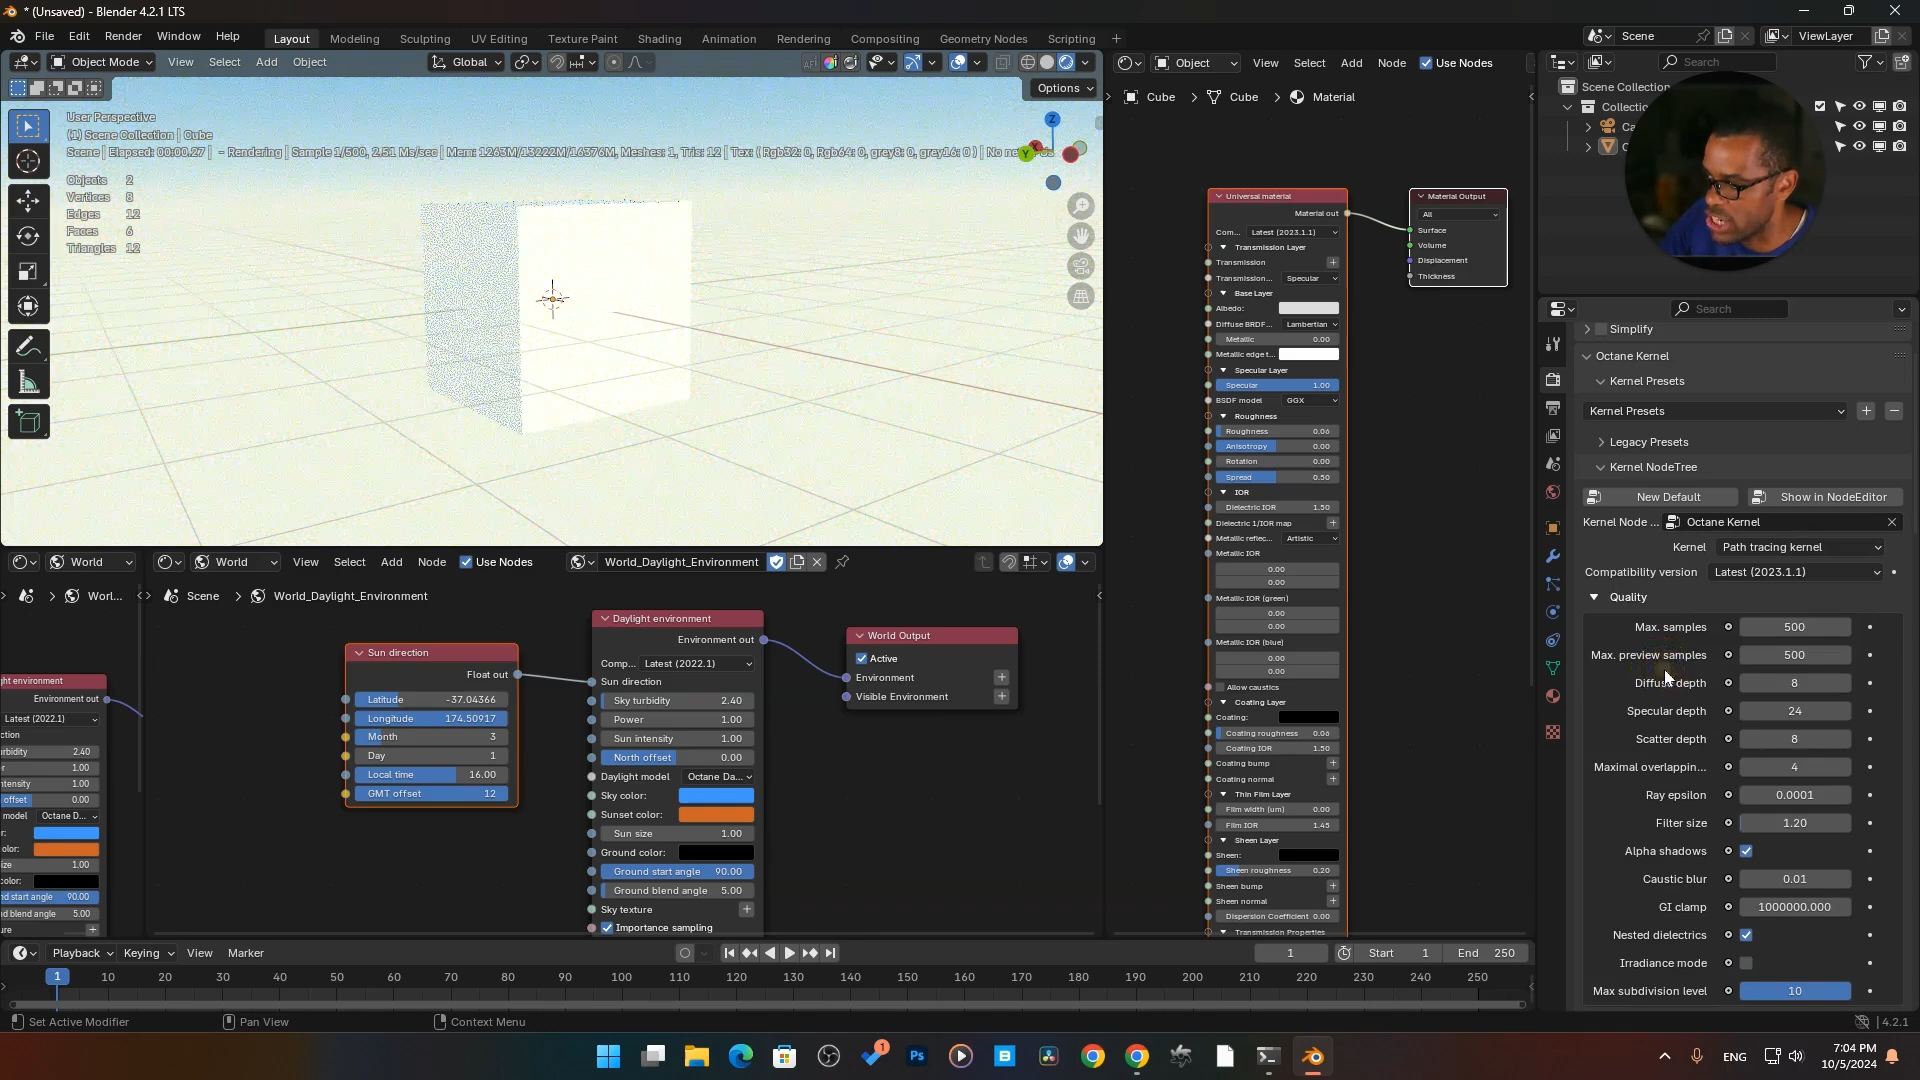 * (Unsaved) - Blender 4.2.1 LTS
File Edit Render Window Help Layout Modeling Sculpting UV Editing Texture Paint Shading Animation Rendering Compositing Geometry Nodes Scripting + Scene ViewLayer
Object Mode View Select Add Object Global
Options
User Perspective
(1) Scene Collection | Cube
Scene | Elapsed: 00:00.27 | - Rendering | Sample 1/500, 2.51 Ms/sec | Mem: 1263M/13222M/16376M, Meshes: 1, Tris: 12 | Tex: ( Rgb32: 0, Rgb64: 0, grey8: 0, grey16: 0 ) | No
Objects 2
Vertices 8
Edges 12
Faces 6
Triangles 12
Z
Y
Object View Select Add Node Use Nodes
Cube > Cube > Material
Universal material
Material out
Com... Latest (2023.1.1)
Transmission Layer
Transmission
Transmission... Specular
Base Layer
Albedo:
Diffuse BRDF... Lambertian
Metallic 0.00
Metallic edge t...
Specular Layer
Specular 1.00
BSDF model GGX
Roughness
Roughness 0.06
Anisotropy 0.00
Rotation 0.00
Spread 0.50
IOR
Dielectric IOR 1.50
Dielectric 1/IOR map
Metallic reflec... Artistic
Metallic IOR
0.00
0.00
Metallic IOR (green)
0.00
0.00
Metallic IOR (blue)
0.00
0.00
Allow caustics
Coating Layer
Coating:
Coating roughness 0.06
Coating IOR 1.50
Coating bump
Coating normal
Thin Film Layer
Film width (um) 0.00
Film IOR 1.45
Sheen Layer
Sheen:
Sheen roughness 0.20
Sheen bump
Sheen normal
Dispersion Coefficient 0.00
Transmission Properties
Material Output
All
Surface
Volume
Displacement
Thickness
Search
Scene Collection
Collectio
Ca
Search
Simplify
Octane Kernel
Kernel Presets
Kernel Presets
Legacy Presets
Kernel NodeTree
New Default Show in NodeEditor
Kernel Node ... Octane Kernel
Kernel Path tracing kernel
Compatibility version Latest (2023.1.1)
Quality
Max. samples 500
Max. preview samples 500
Diffuse depth 8
Specular depth 24
Scatter depth 8
Maximal overlappin... 4
Ray epsilon 0.0001
Filter size 1.20
Alpha shadows
Caustic blur 0.01
GI clamp 1000000.000
Nested dielectrics
Irradiance mode
Max subdivision level 10
World
Worl...
ght environment
Environment out
Latest (2022.1)
irection
rbidity 2.40
r 1.00
ntensity 1.00
offset 0.00
model Octane D...
r:
olor:
ize 1.00
color:
nd start angle 90.00
nd blend angle 5.00
ure
World View Select Add Node Use Nodes World_Daylight_Environment
Scene > World_Daylight_Environment
Sun direction
Float out
Latitude -37.04366
Longitude 174.50917
Month 3
Day 1
Local time 16.00
GMT offset 12
Daylight environment
Environment out
Comp... Latest (2022.1)
Sun direction
Sky turbidity 2.40
Power 1.00
Sun intensity 1.00
North offset 0.00
Daylight model Octane Da...
Sky color:
Sunset color:
Sun size 1.00
Ground color:
Ground start angle 90.00
Ground blend angle 5.00
Sky texture
Importance sampling
World Output
Active
Environment
Visible Environment
Playback Keying View Marker 1 Start 1 End 250
1 10 20 30 40 50 60 70 80 90 100 110 120 130 140 150 160 170 180 190 200 210 220 230 240 250
Set Active Modifier Pan View Context Menu 4.2.1
1 Ps B ENG 7:04 PM
10/5/2024